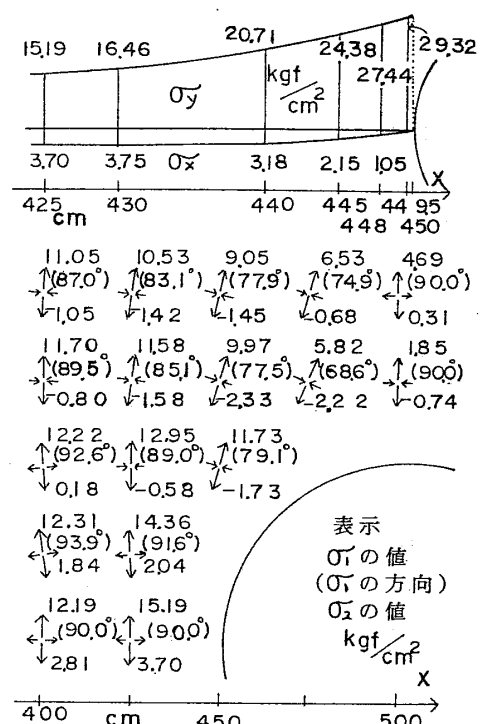 15.19 16.46 20.71 24.38 29.32
27.44
σy kgf/cm²
3.70 3.75 σx 3.18 2.15 1.05
X
425 430 440 445 449.5
cm 448 450
11.05 10.53 9.05 6.53 4.69
(87.0°) (83.1°) (77.9°) (74.9°) (90.0°)
-1.05 -1.42 -1.45 -0.68 0.31
11.70 11.58 9.97 5.82 1.85
(89.5°) (85.1°) (77.5°) (68.6°) (90.0°)
-0.80 -1.58 -2.33 -2.22 -0.74
12.22 12.95 11.73
(92.6°) (89.0°) (79.1°)
0.18 -0.58 -1.73
12.31 14.36
(93.9°) (91.6°)
1.84 2.04
12.19 15.19
(90.0°) (90.0°)
2.81 3.70
表示
σ₁の値
(σ₁の方向)
σ₂の値
kgf/cm²
X
400 cm 450 500